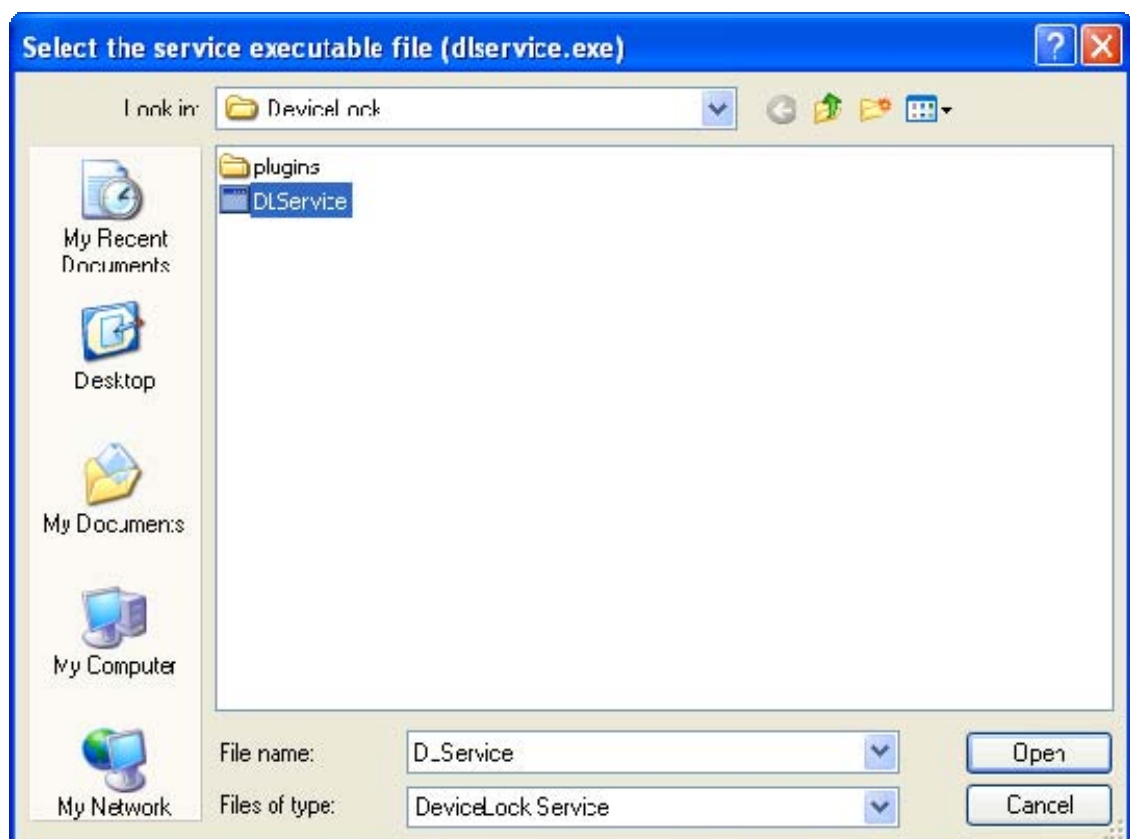 Select the service executable file (dlservice.exe)
Look in:
DeviceLock
plugins
DLService
My Recent
Documents
Desktop
My Documents
My Computer
My Network
File name:
DLService
Open
Files of type:
DeviceLock Service
Cancel